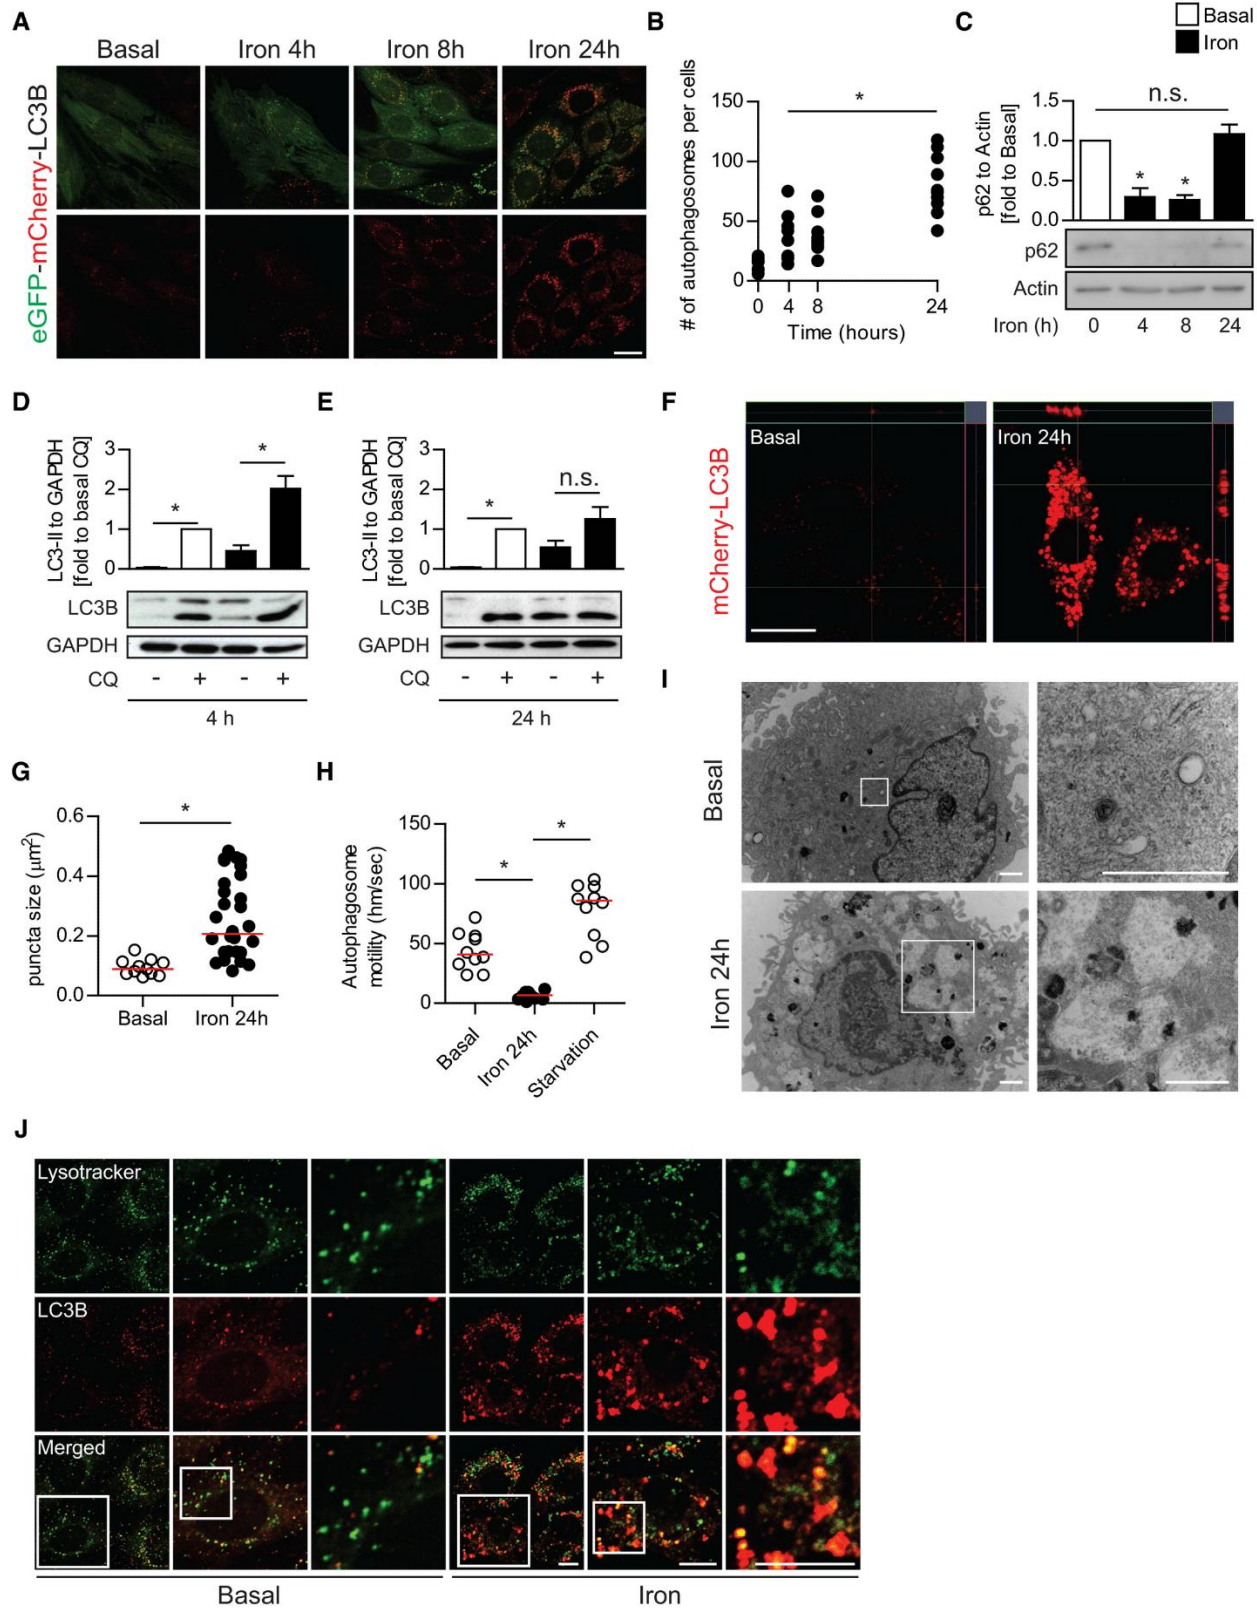 A
Basal
Iron 4h
Iron 8h
Iron 24h
eGFP-mCherry-LC3B
B
# of autophagosomes per cells
150
100
50
0
*
0
4
8
24
Time (hours)
C
Basal
Iron
p62 to Actin
[fold to Basal]
1.5
1.0
0.5
0.0
n.s.
*
*
p62
Actin
Iron (h)
0
4
8
24
D
LC3-II to GAPDH
[fold to basal CQ]
3
2
1
0
*
*
LC3B
GAPDH
CQ
-
+
-
+
4 h
E
LC3-II to GAPDH
[fold to basal CQ]
3
2
1
0
*
n.s.
LC3B
GAPDH
CQ
-
+
-
+
24 h
F
mCherry-LC3B
Basal
Iron 24h
G
puncta size (μm²)
0.6
0.4
0.2
0.0
*
Basal
Iron 24h
H
Autophagosome
motility (hm/sec)
150
100
50
0
*
*
Basal
Iron 24h
Starvation
I
Basal
Iron 24h
J
Lysotracker
LC3B
Merged
Basal
Iron